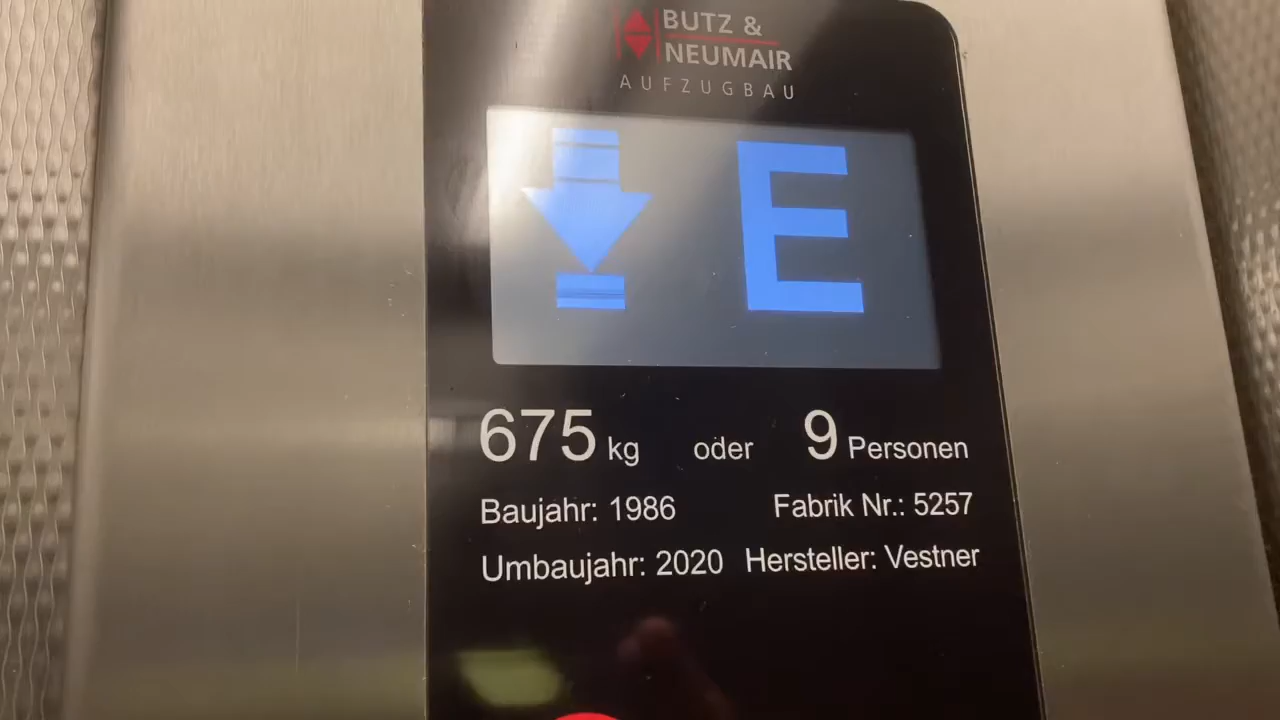 BUTZ &
NEUMAIR
AUFZUGBAU
E
675 kg oder 9 Personen
Baujahr: 1986 Fabrik Nr.: 5257
Umbaujahr: 2020 Hersteller: Vestner